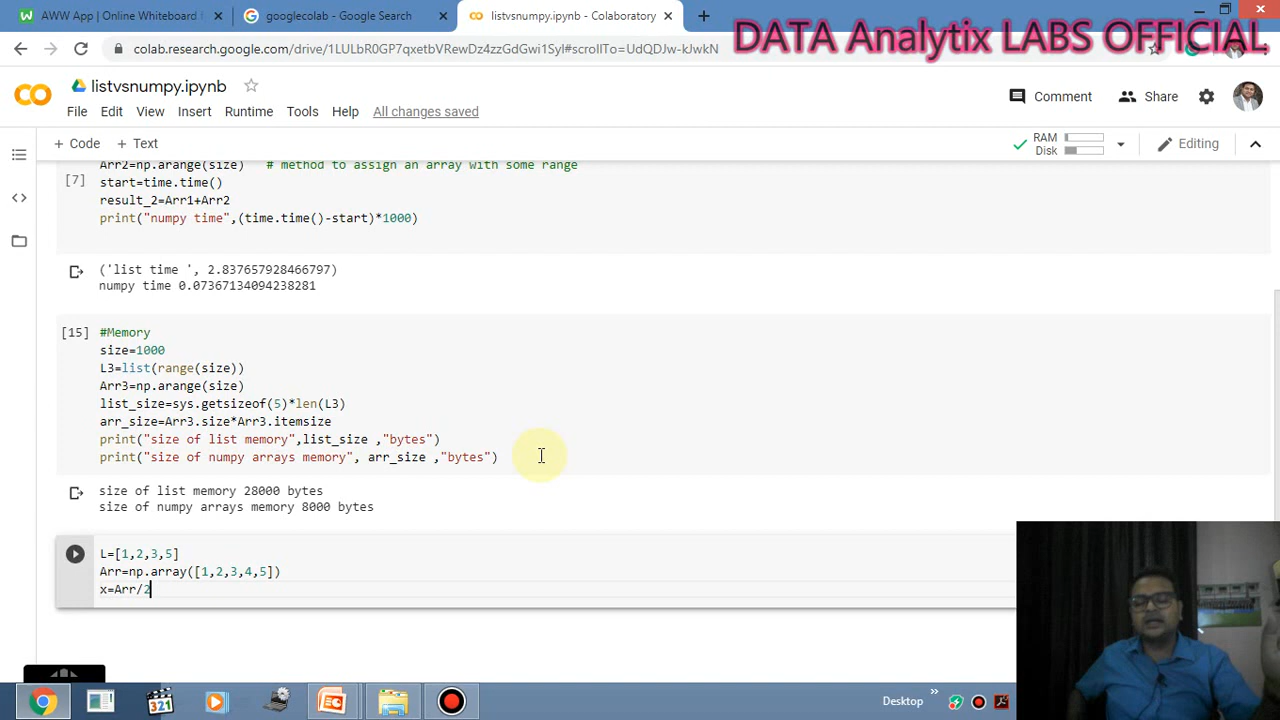 AWW App | Online Whiteboard
googlecolab - Google Search
listvsnumpy.ipynb - Colaboratory
DATA Analytix LABS OFFICIAL
colab.research.google.com/drive/1LULbR0GP7qxetbVRewDz4zzGdGwi1Syl#scrollTo=UdQDJw-kJwkN
listvsnumpy.ipynb
Comment
Share
File Edit View Insert Runtime Tools Help All changes saved
+ Code + Text
RAM
Disk
Editing
Arr2=np.arange(size) # method to assign an array with some range
[7] start=time.time()
result_2=Arr1+Arr2
print("numpy time",(time.time()-start)*1000)
('list time ', 2.837657928466797)
numpy time 0.07367134094238281
[15] #Memory
size=1000
L3=list(range(size))
Arr3=np.arange(size)
list_size=sys.getsizeof(5)*len(L3)
arr_size=Arr3.size*Arr3.itemsize
print("size of list memory",list_size ,"bytes")
print("size of numpy arrays memory", arr_size ,"bytes")
size of list memory 28000 bytes
size of numpy arrays memory 8000 bytes
L=[1,2,3,5]
Arr=np.array([1,2,3,4,5])
x=Arr/2
321
Desktop